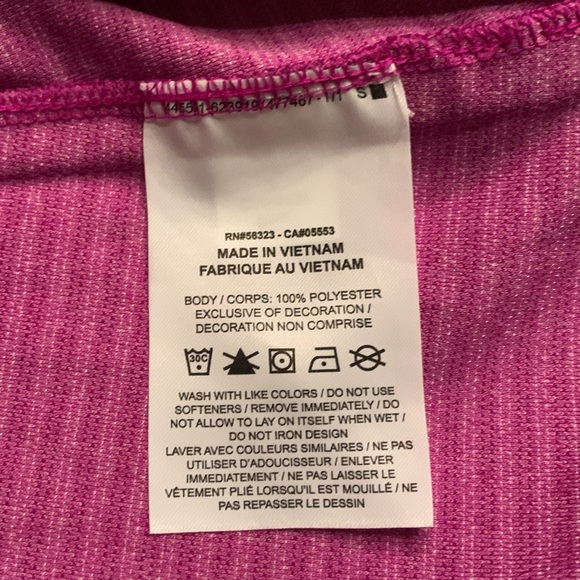 S
RN#56323 - CA#05553
MADE IN VIETNAM
FABRIQUE AU VIETNAM
BODY / CORPS: 100% POLYESTER
EXCLUSIVE OF DECORATION /
DECORATION NON COMPRISE
30C
WASH WITH LIKE COLORS / DO NOT USE
SOFTENERS / REMOVE IMMEDIATELY / DO
NOT ALLOW TO LAY ON ITSELF WHEN WET /
DO NOT IRON DESIGN
LAVER AVEC COULEURS SIMILAIRES / NE PAS
UTILISER D'ADOUCISSEUR / ENLEVER
IMMEDIATEMENT / NE PAS LAISSER LE
VÊTEMENT PLIÉ LORSQU'IL EST MOUILLÉ / NE
PAS REPASSER LE DESSIN